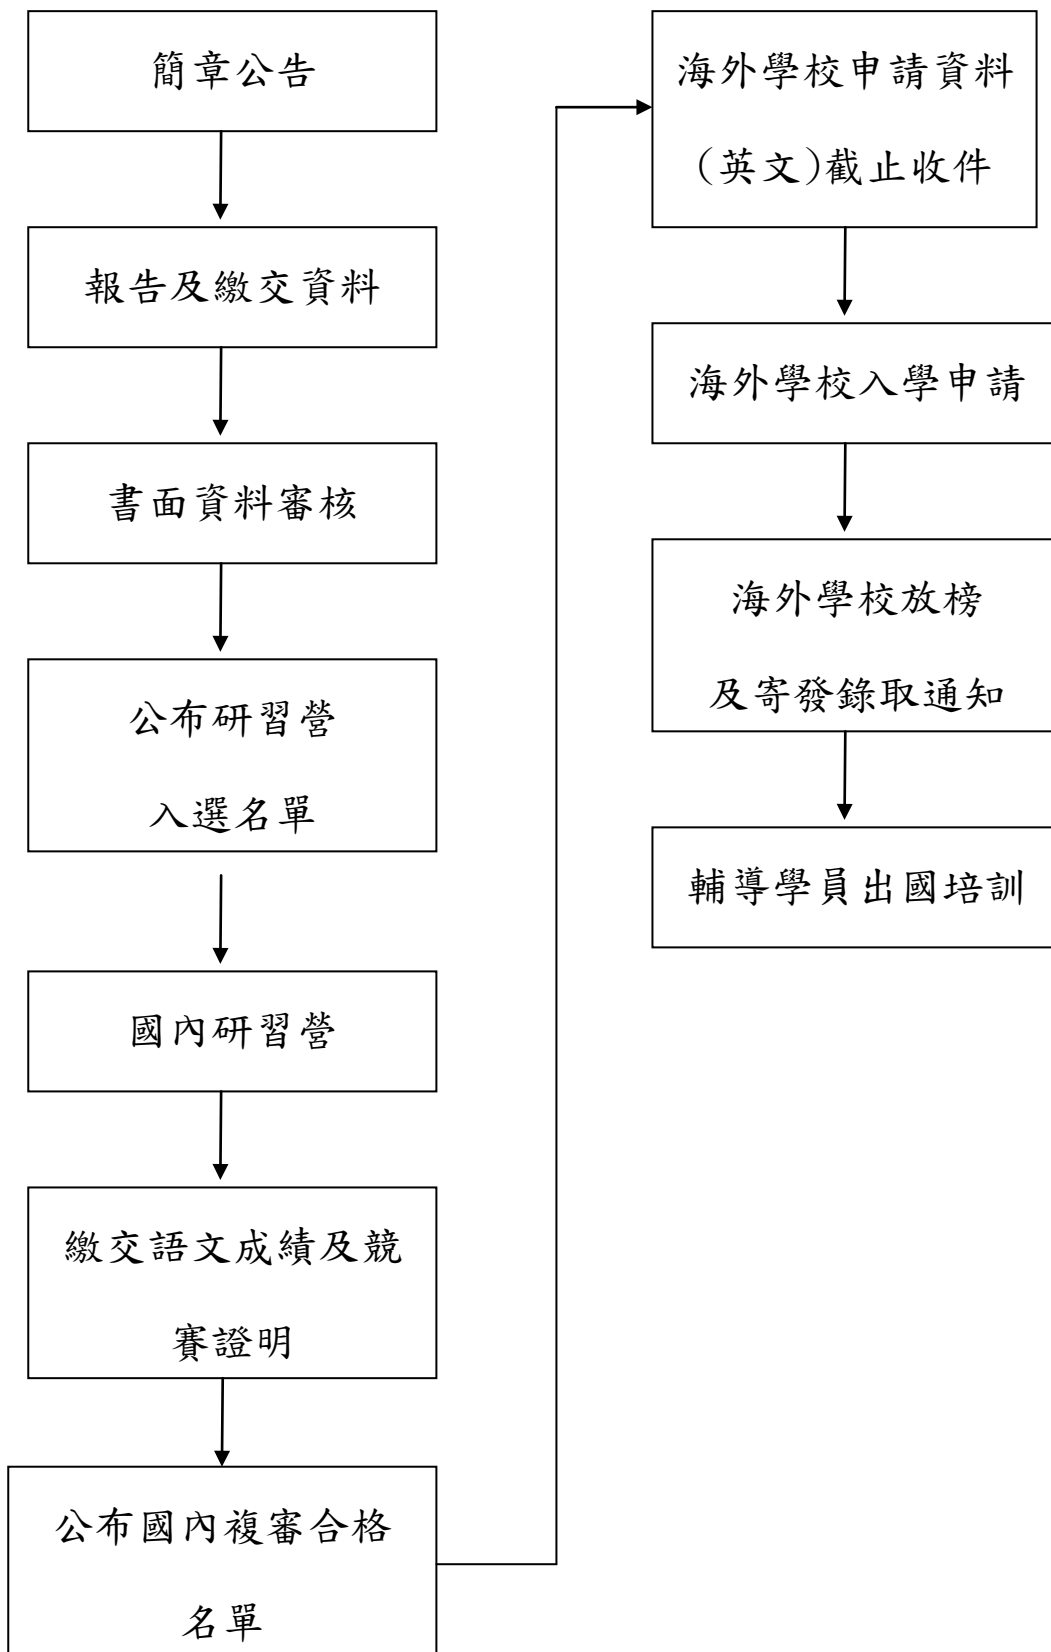 簡章公告
報告及繳交資料
書面資料審核
公布研習營
入選名單
國內研習營
繳交語文成績及競
賽證明
公布國內複審合格
名單
海外學校申請資料
(英文)截止收件
海外學校入學申請
海外學校放榜
及寄發錄取通知
輔導學員出國培訓